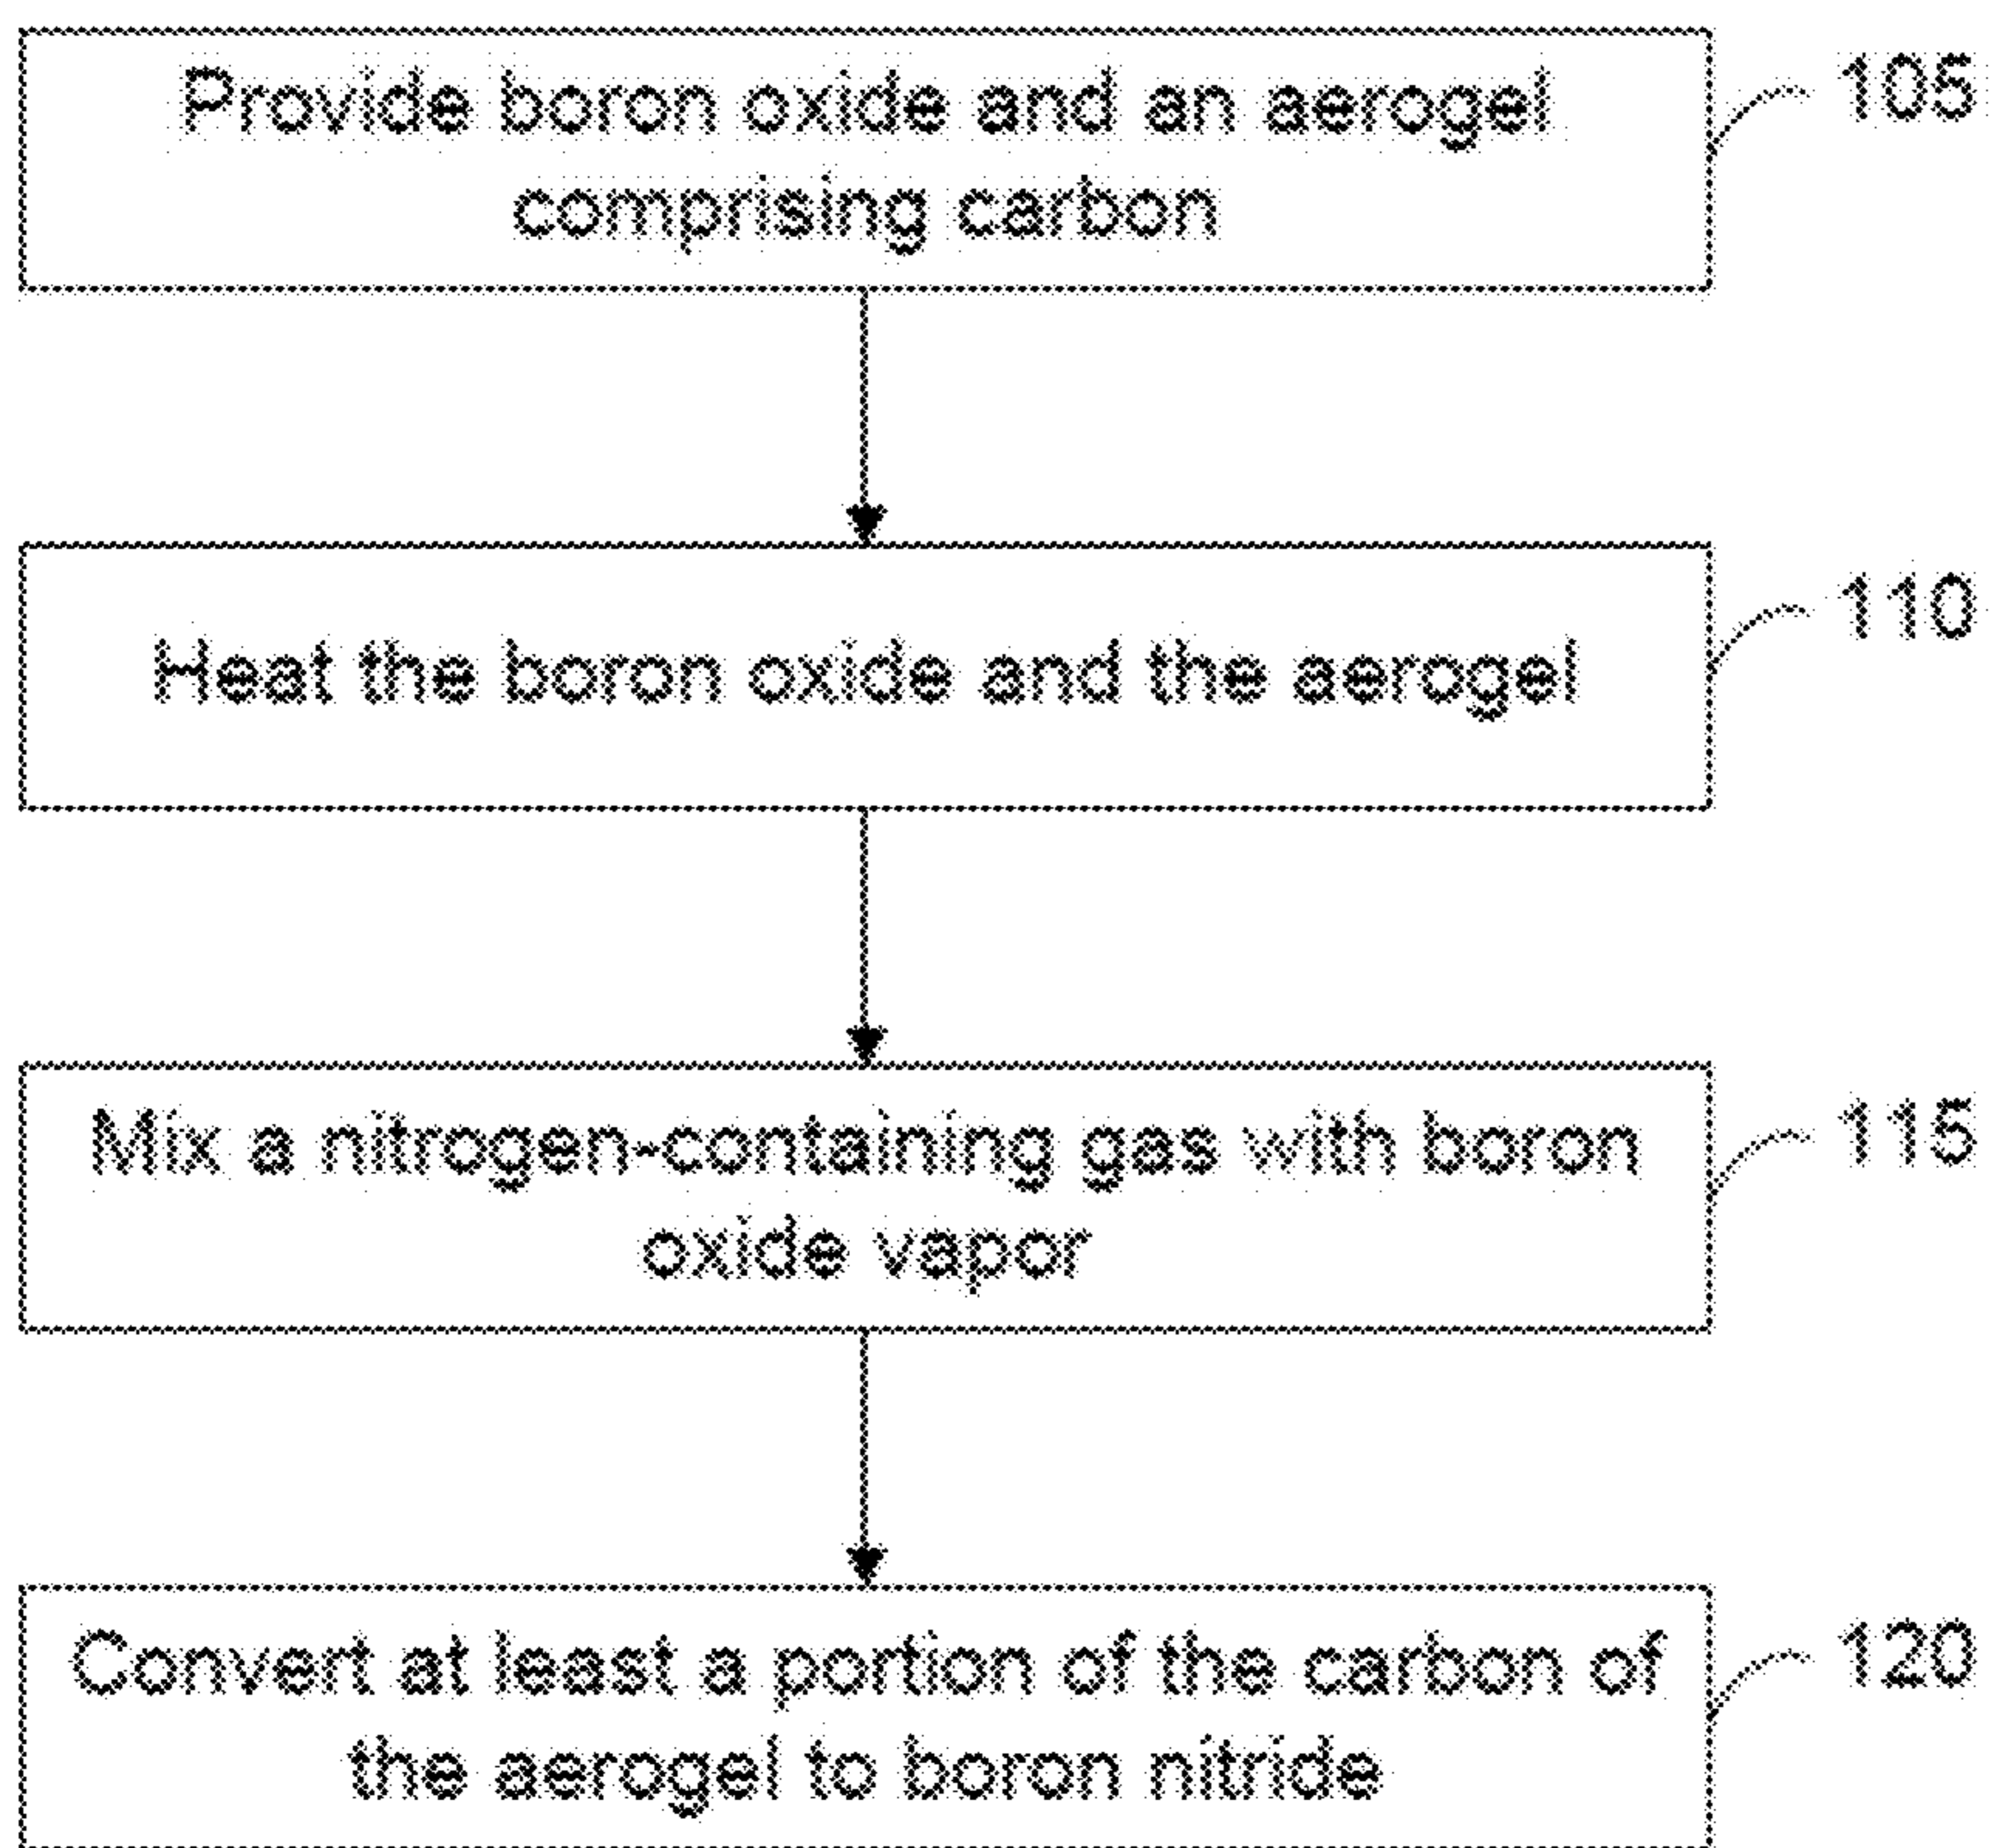 Provide boron oxide and an aerogel
comprising carbon
105
Heat the boron oxide and the aerogel
110
Mix a nitrogen-containing gas with boron
oxide vapor
115
Convert at least a portion of the carbon of
the aerogel to boron nitride
120